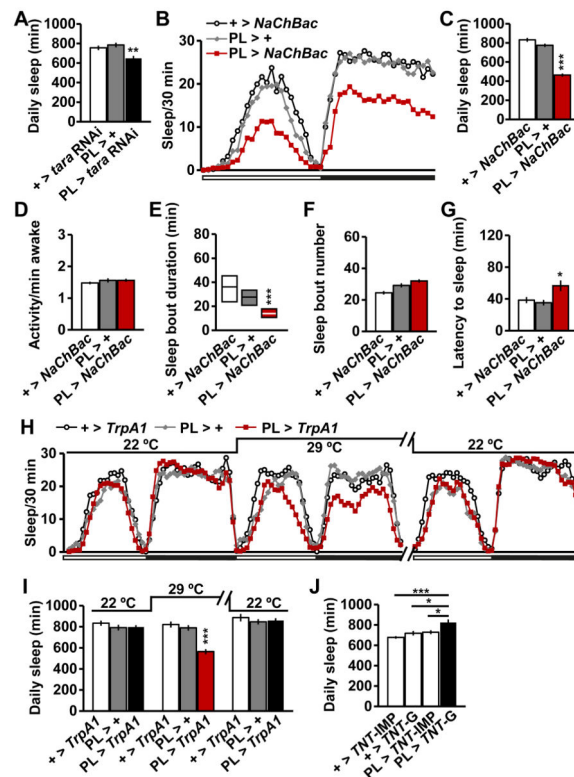 A
Daily sleep (min)
1000
800
600
400
200
0
**
+ > tara RNAi
PL > +
PL > tara RNAi
B
+ > NaChBac
PL > +
PL > NaChBac
Sleep/30 min
30
20
10
0
C
Daily sleep (min)
1000
800
600
400
200
0
***
+ > NaChBac
PL > +
PL > NaChBac
D
Activity/min awake
3
2
1
0
+ > NaChBac
PL > +
PL > NaChBac
E
Sleep bout duration (min)
80
60
40
20
0
***
+ > NaChBac
PL > +
PL > NaChBac
F
Sleep bout number
60
40
20
0
+ > NaChBac
PL > +
PL > NaChBac
G
Latency to sleep (min)
120
80
40
0
*
+ > NaChBac
PL > +
PL > NaChBac
H
+ > TrpA1
PL > +
PL > TrpA1
22 ºC
29 ºC
22 ºC
Sleep/30 min
30
20
10
0
I
22 ºC
29 ºC
22 ºC
Daily sleep (min)
1000
800
600
400
200
0
***
+ > TrpA1
PL > +
PL > TrpA1
+ > TrpA1
PL > +
PL > TrpA1
+ > TrpA1
PL > +
PL > TrpA1
J
Daily sleep (min)
1000
800
600
400
200
0
***
*
*
+ > TNT-IMP
+ > TNT-G
PL > TNT-IMP
PL > TNT-G